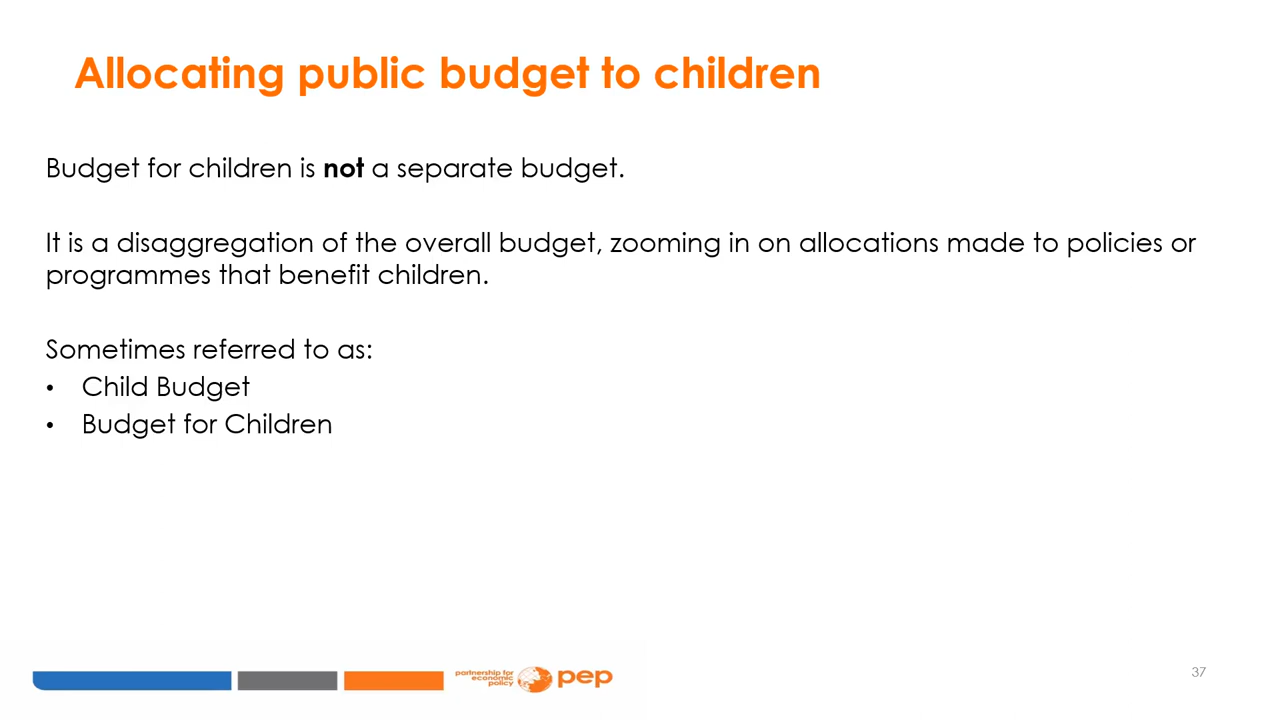 Allocating public budget to children
Budget for children is not a separate budget.
It is a disaggregation of the overall budget, zooming in on allocations made to policies or
programmes that benefit children.
Sometimes referred to as:
• Child Budget
• Budget for Children
partnership for
economic
policy
pep
37